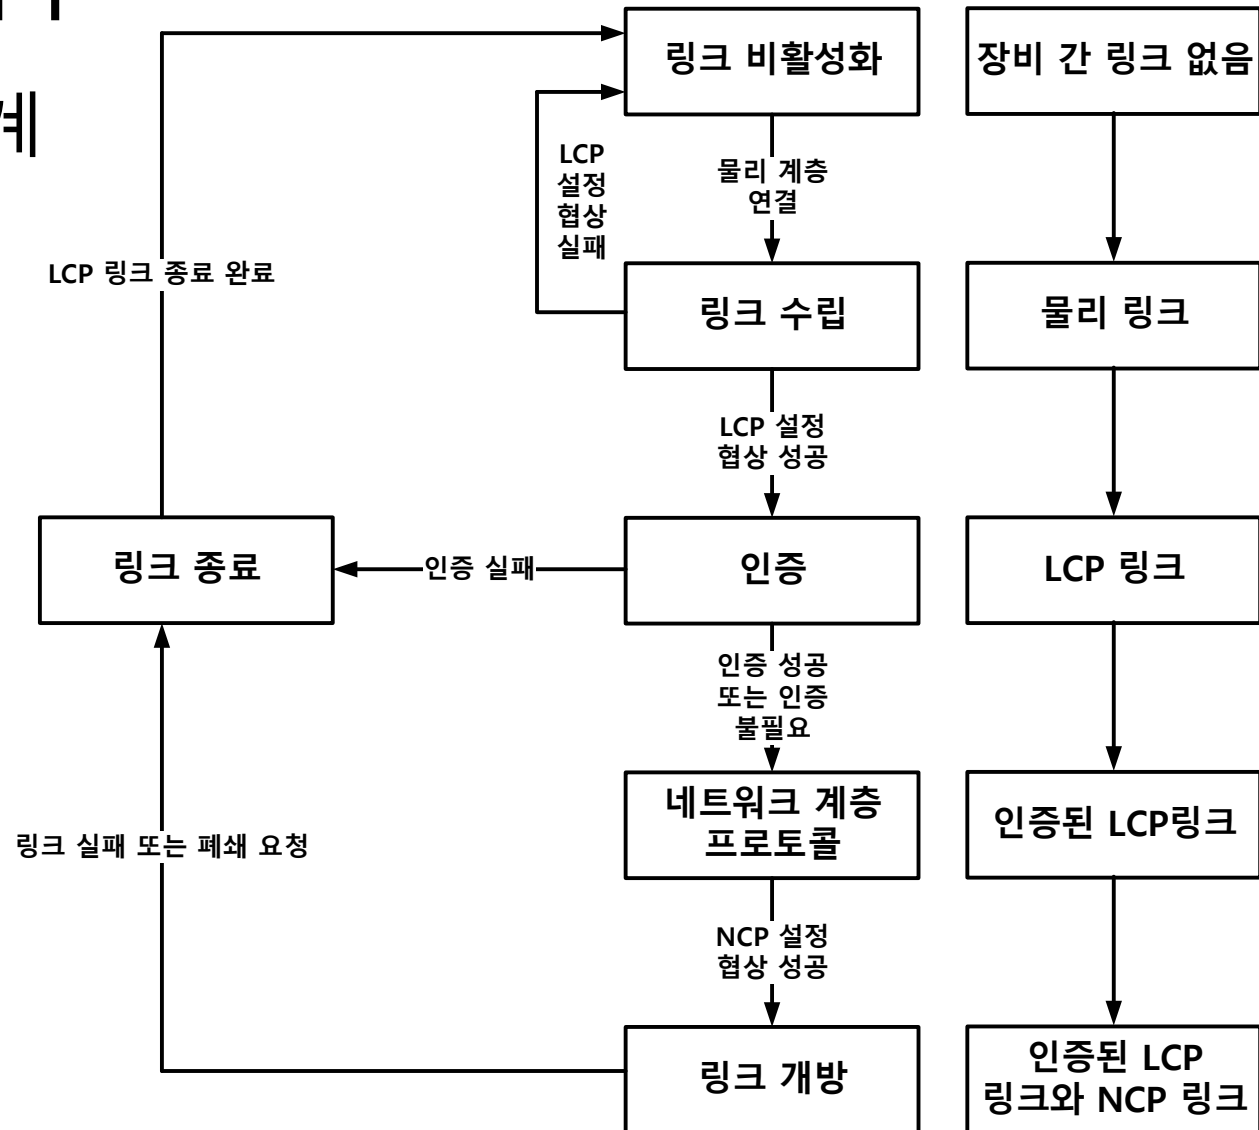 계
링크 비활성화
장비 간 링크 없음
LCP
설정
협상
실패
물리 계층
연결
LCP 링크 종료 완료
링크 수립
물리 링크
LCP 설정
협상 성공
링크 종료
인증 실패
인증
LCP 링크
인증 성공
또는 인증
불필요
네트워크 계층
프로토콜
인증된 LCP링크
링크 실패 또는 폐쇄 요청
NCP 설정
협상 성공
링크 개방
인증된 LCP
링크와 NCP 링크